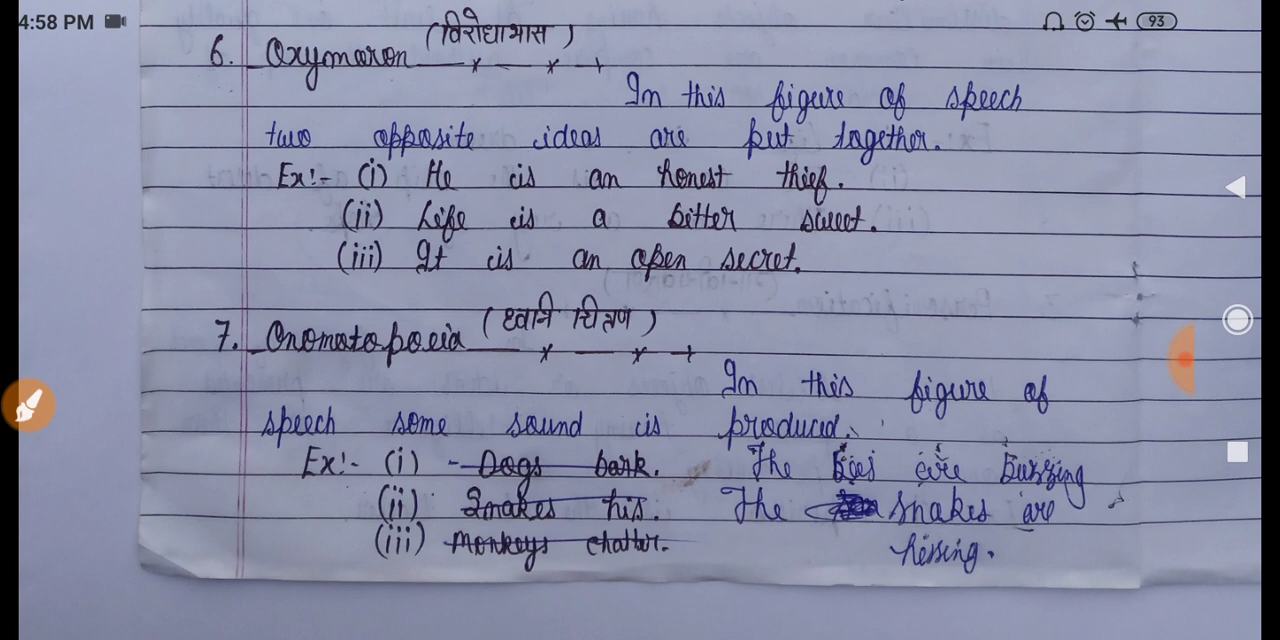 4:58 PM
93
6. Oxymaron (विरोधाभास)
In this figure of speech
two opposite ideas are put together.
Ex:- (i) He is an honest thief.
(ii) Life is a bitter sweet.
(iii) It is an open secret.
7. Onomatopoeia (ध्वनि चित्रण)
In this figure of
speech some sound is produced.
Ex:- (i) Dogs bark. The bees are buzzing
(ii) Snakes his. The snakes are
(iii) Monkeys chatter. hissing.